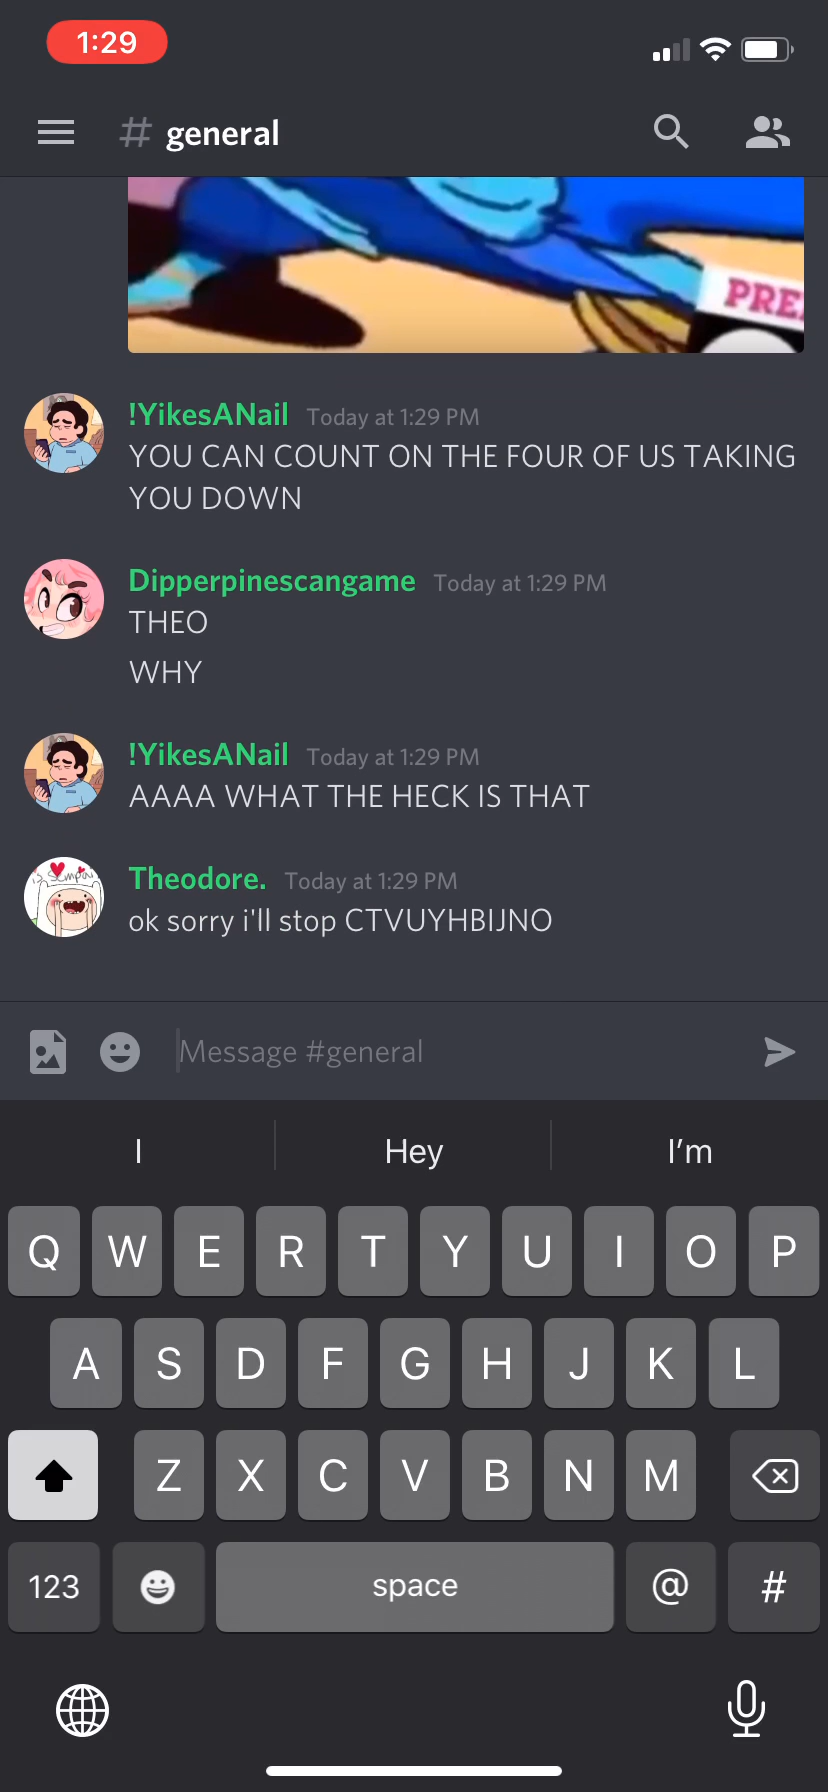 1:29
# general
PRE
!YikesANail Today at 1:29 PM
YOU CAN COUNT ON THE FOUR OF US TAKING
YOU DOWN
Dipperpinescangame Today at 1:29 PM
THEO
WHY
!YikesANail Today at 1:29 PM
AAAA WHAT THE HECK IS THAT
Theodore. Today at 1:29 PM
ok sorry i'll stop CTVUYHBIJNO
Message #general
I Hey I’m
Q W E R T Y U I O P
A S D F G H J K L
Z X C V B N M
123 space @ #